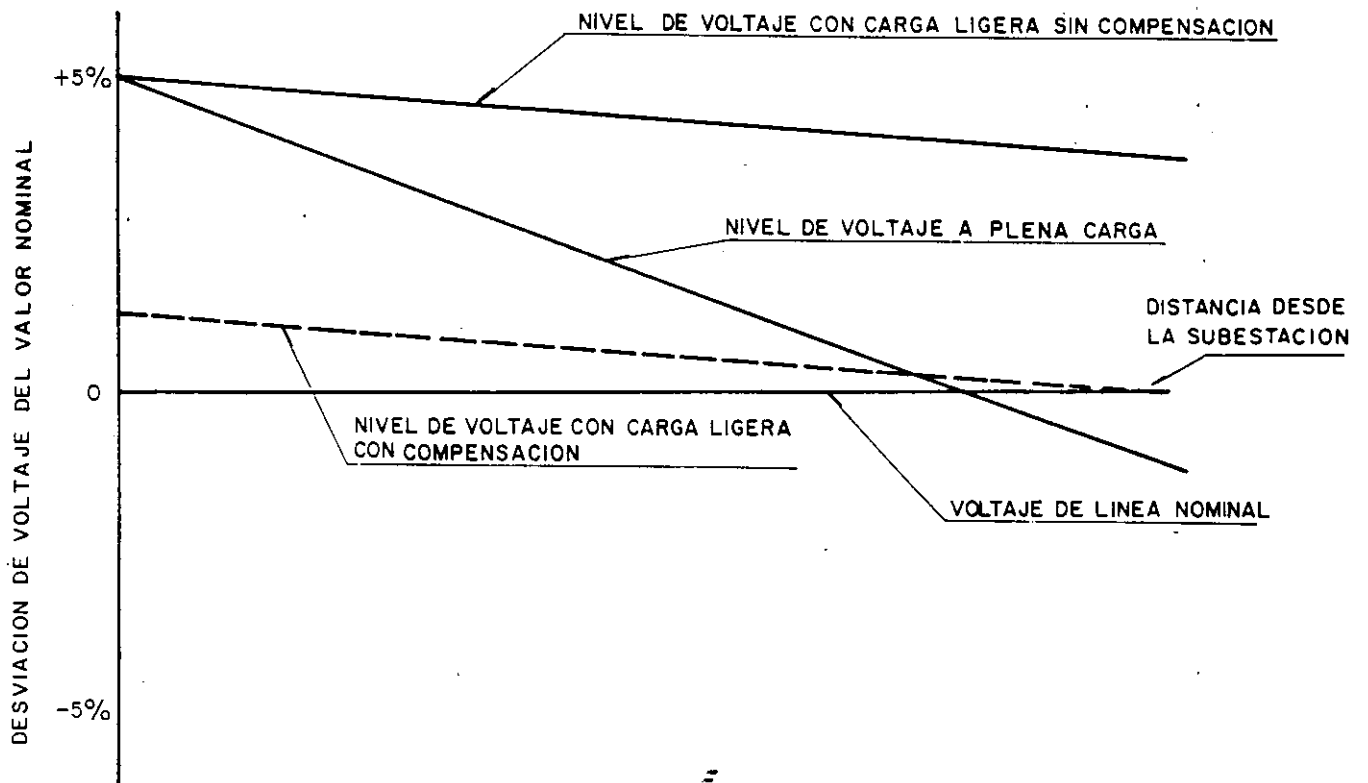 NIVEL DE VOLTAJE CON CARGA LIGERA SIN COMPENSACION
+5%
NIVEL DE VOLTAJE A PLENA CARGA
DISTANCIA DESDE
LA SUBESTACION
0
NIVEL DE VOLTAJE CON CARGA LIGERA
CON COMPENSACION
VOLTAJE DE LINEA NOMINAL
-5%
DESVIACION DE VOLTAJE DEL VALOR NOMINAL